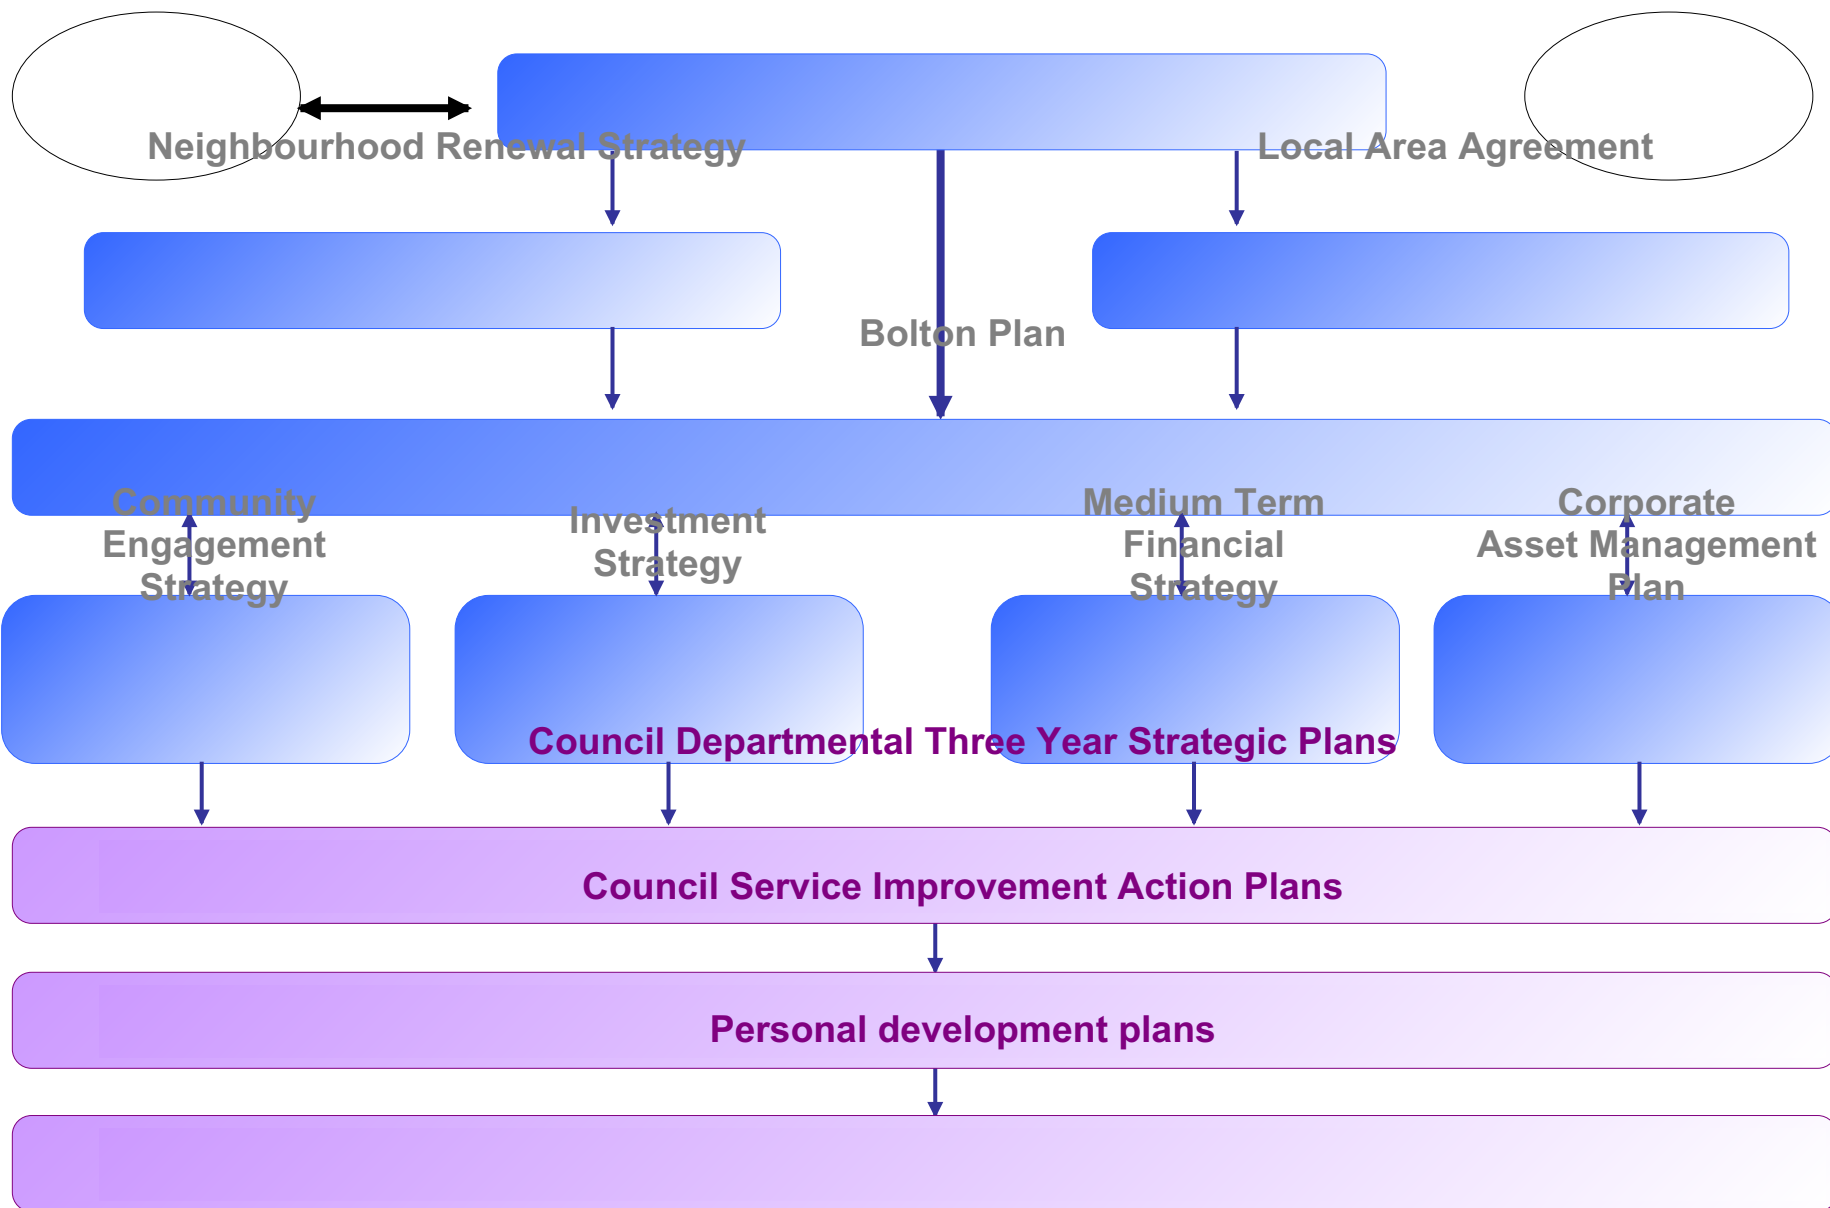 Neighbourhood Renewal Strategy
Local Area Agreement
Bolton Plan
Community
Engagement
Strategy
Investment
Strategy
Medium Term
Financial
Strategy
Corporate
Asset Management
Plan
Council Departmental Three Year Strategic Plans
Council Service Improvement Action Plans
Personal development plans